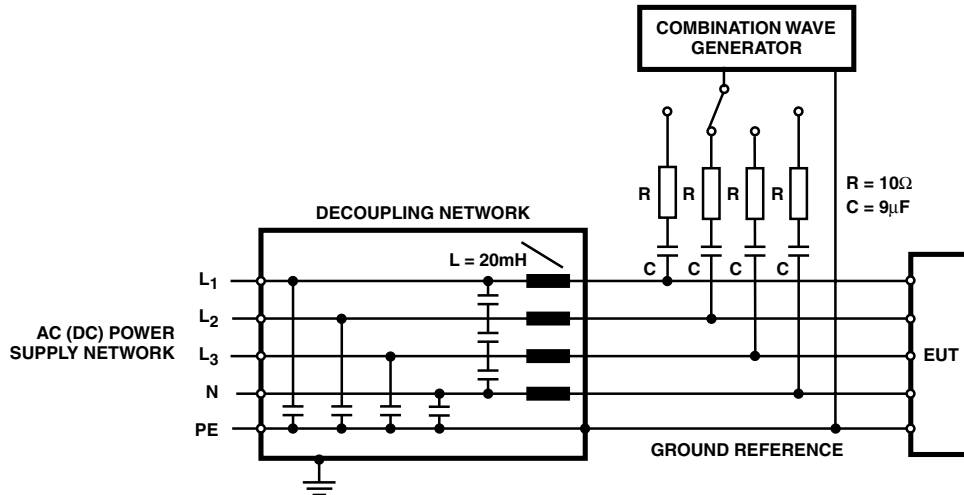 COMBINATION WAVE
GENERATOR
R
R
R
R
R = 10Ω
C = 9μF
DECOUPLING NETWORK
L = 20mH
C
C
C
C
L1
L2
AC (DC) POWER
SUPPLY NETWORK
L3
EUT
N
PE
GROUND REFERENCE